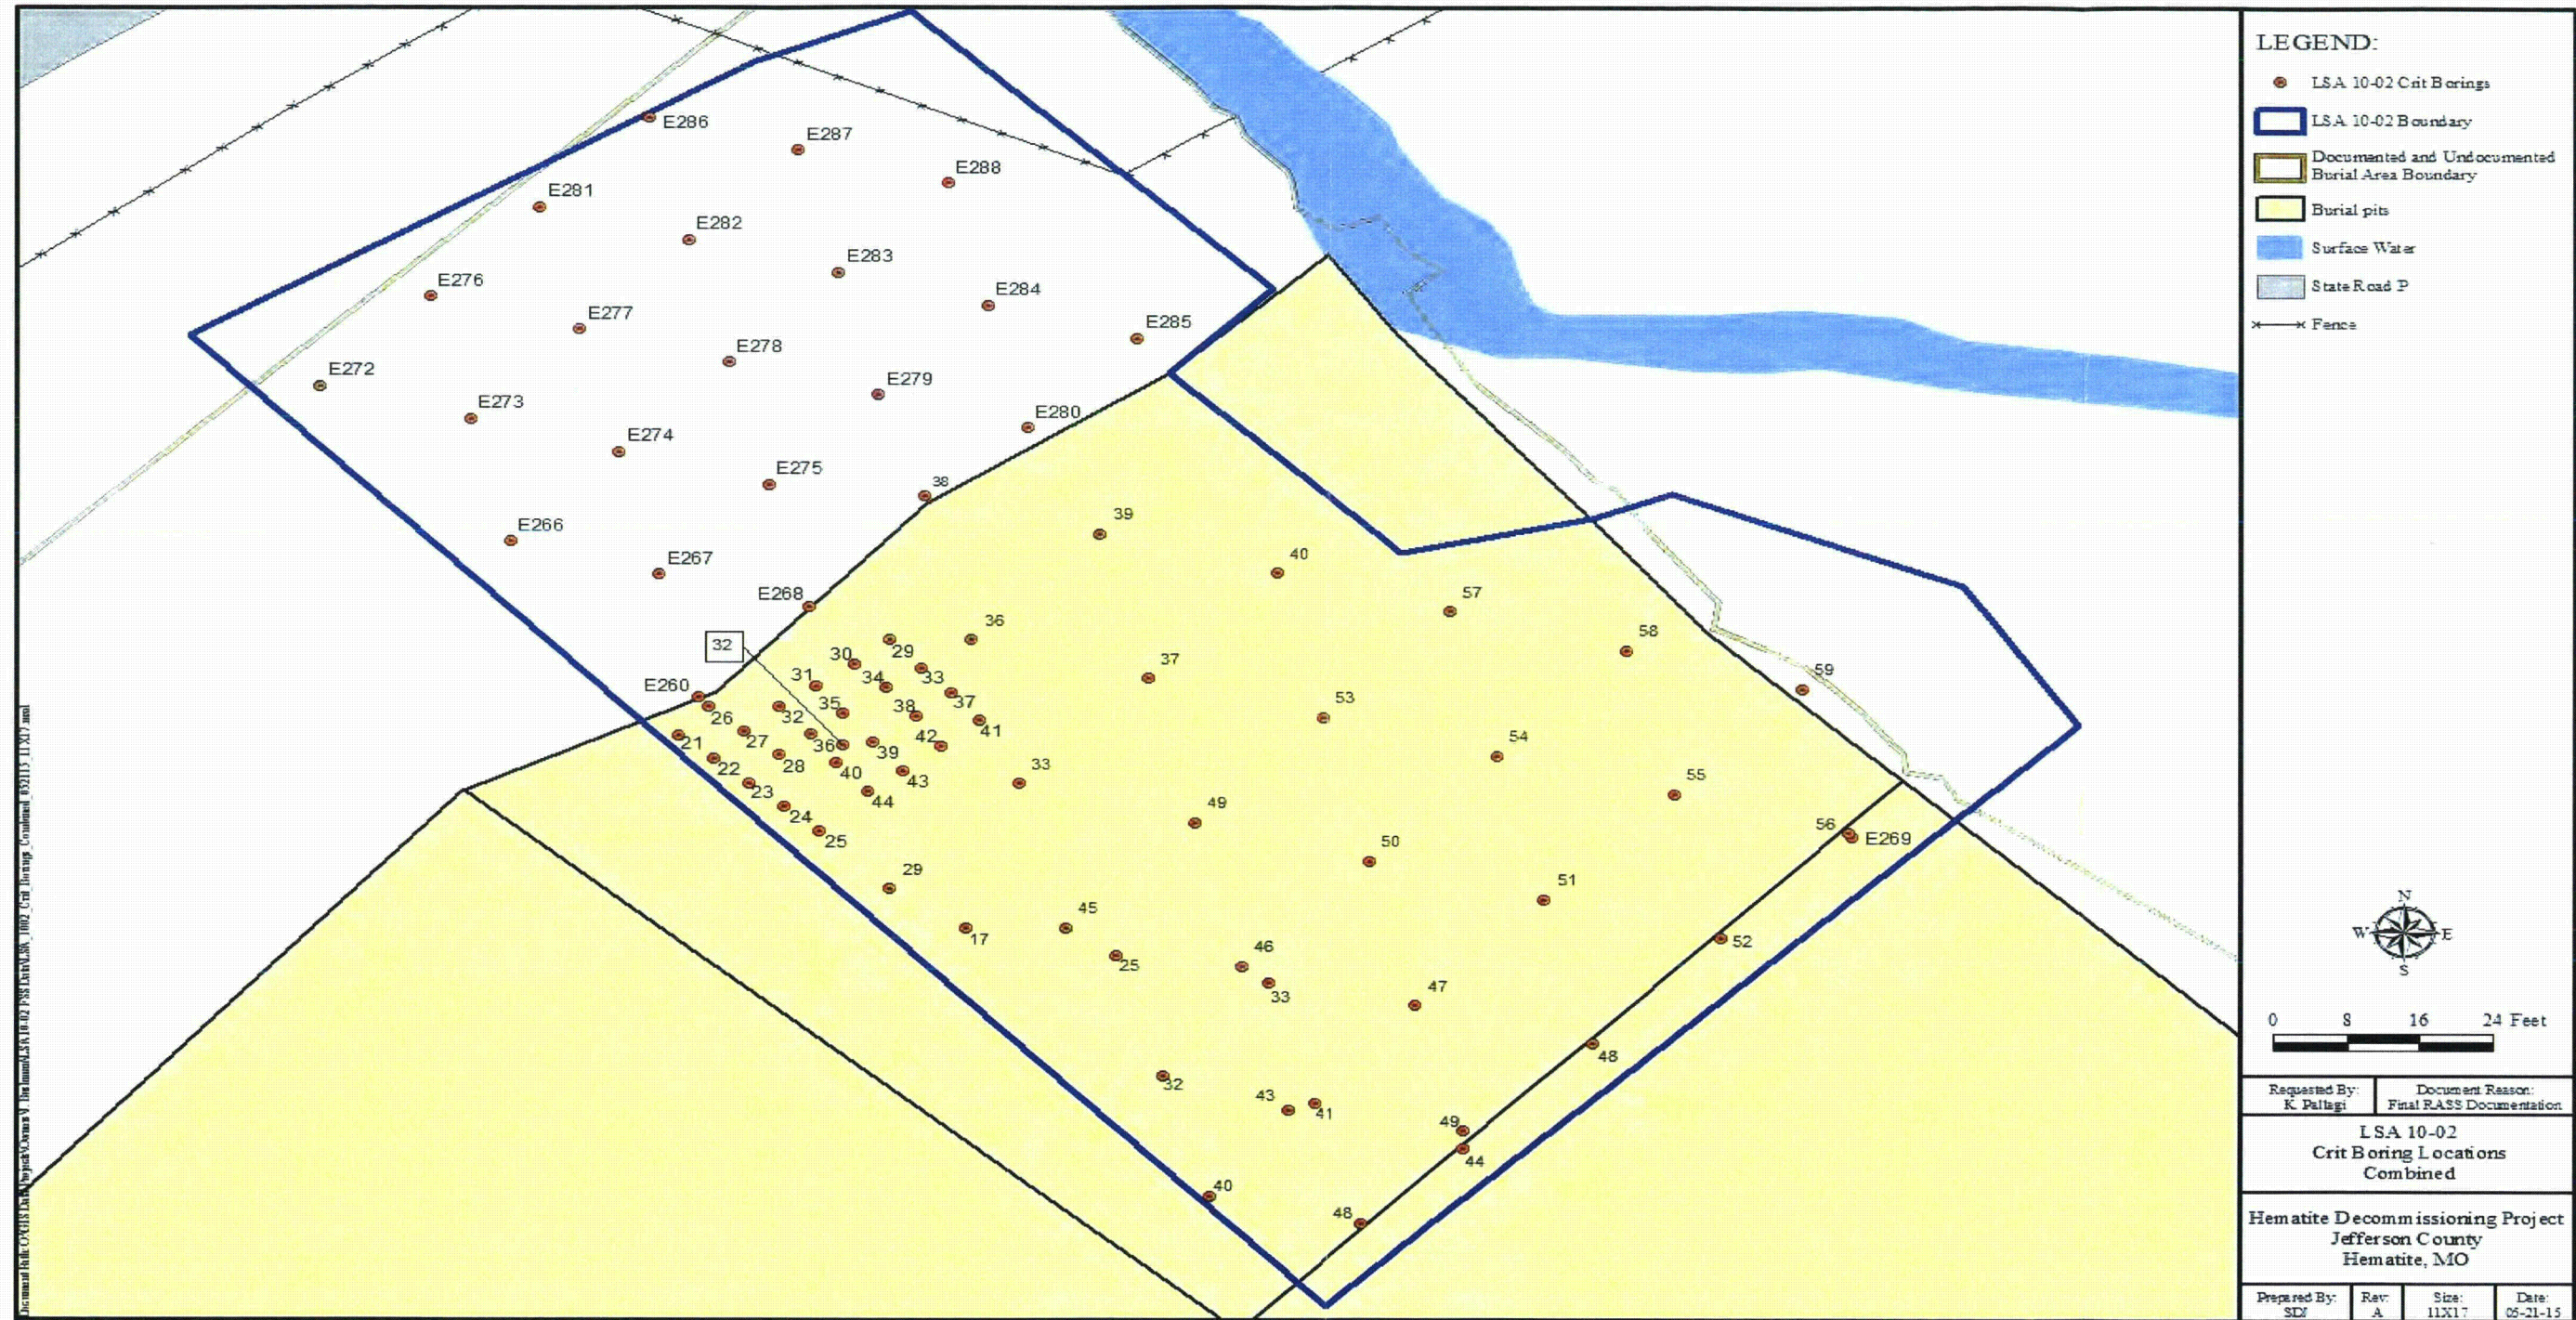 E286
E287
E288
E281
E282
E283
E276
E284
E277
E285
E278
E272
E279
E273
E280
E274
E275
38
39
E266
40
E267
E268
57
36
58
32
29
30
33
37
59
34
31
E260
37
53
35
38
26
32
41
54
21
27
36
39
42
22
28
40
33
55
43
23
44
49
24
56
E269
25
50
29
51
45
17
52
46
25
47
33
48
32
43
41
49
44
40
48
LEGEND:
LSA 10-02 Crit Borings
LSA 10-02 Boundary
Documented and Undocumented
Burial Area Boundary
Burial pits
Surface Water
State Road P
Fence
N
W E
S
0 8 16 24 Feet
Requested By:
K. Pallagi
Document Reason:
Final RASS Documentation
LSA 10-02
Crit Boring Locations
Combined
Hematite Decommissioning Project
Jefferson County
Hematite, MO
Prepared By:
SDJ
Rev:
A
Size:
11X17
Date:
05-21-15